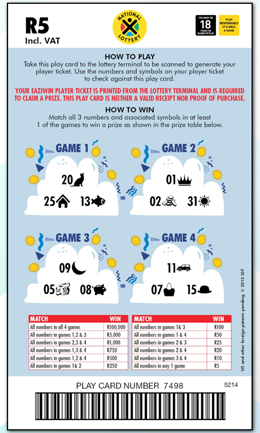 R5
Incl. VAT
NATIONAL
LOTTERY
18
PLAY
RESPONSIBLY
IT'S ONLY
A GAME
HOW TO PLAY
Take this play card to the lottery terminal to be scanned to generate your
player ticket. Use the numbers and symbols on your player ticket
to check against this play card.
YOUR EAZIWIN PLAYER TICKET IS PRINTED FROM THE LOTTERY TERMINAL AND IS REQUIRED
TO CLAIM A PRIZE. THIS PLAY CARD IS NEITHER A VALID RECEIPT NOR PROOF OF PURCHASE.
HOW TO WIN
Match all 3 numbers and associated symbols in at least
1 of the games to win a prize as shown in the prize table below.
GAME 1
20
25 13
GAME 2
01
02 31
GAME 3
09
05 08
GAME 4
11
07 15
MATCH WIN
All numbers in all 4 games R100,000
All numbers in games 1,2 & 3 R5,000
All numbers in games 2,3 & 4 R1,000
All numbers in games 1,3 & 4 R750
All numbers in games 1,2 & 4 R500
All numbers in games 1& 2 R250
MATCH WIN
All numbers in games 1& 3 R100
All numbers in games 1 & 4 R50
All numbers in games 2 & 3 R25
All numbers in games 2 & 4 R20
All numbers in games 3 & 4 R10
All numbers in any 1 game R5
US and other foreign patents pending © 2015 IGT
PLAY CARD NUMBER 7498
5214